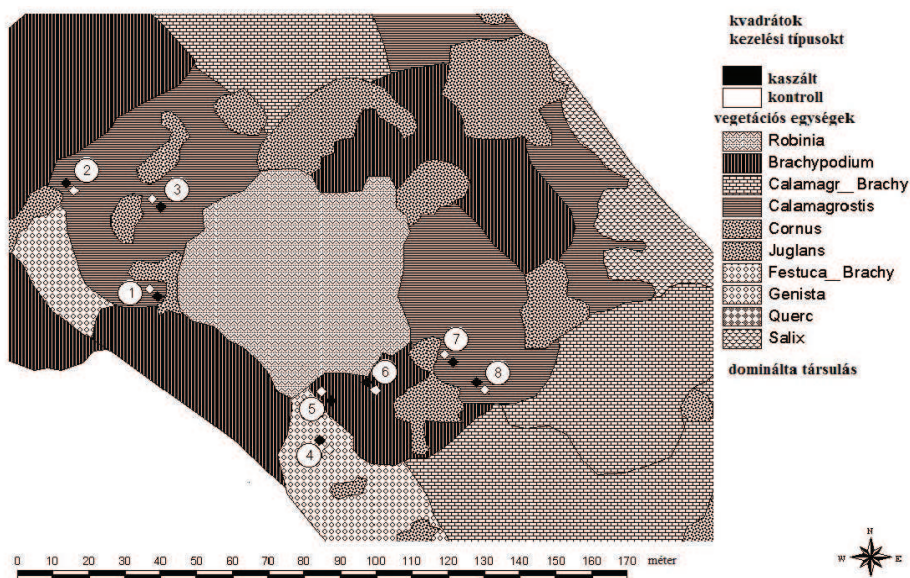 kvadrátok
kezelési típusokt
kaszált
kontroll
vegetációs egységek
Robinia
Brachypodium
Calamagr__Brachy
Calamagrostis
Cornus
Juglans
Festuca__Brachy
Genista
Querc
Salix
dominálta társulás
2
3
1
7
8
6
5
4
N
W E
S
0 10 20 30 40 50 60 70 80 90 100 110 120 130 140 150 160 170 méter